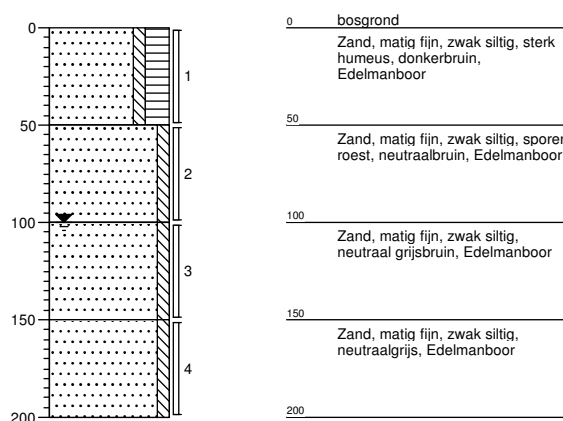 0
50
100
150
200
1
2
3
4
0
bosgrond
Zand, matig fijn, zwak siltig, sterk
humeus, donkerbruin,
Edelmanboor
50
Zand, matig fijn, zwak siltig, sporen
roest, neutraalbruin, Edelmanboor
100
Zand, matig fijn, zwak siltig,
neutraal grijsbruin, Edelmanboor
150
Zand, matig fijn, zwak siltig,
neutraalgrijs, Edelmanboor
200